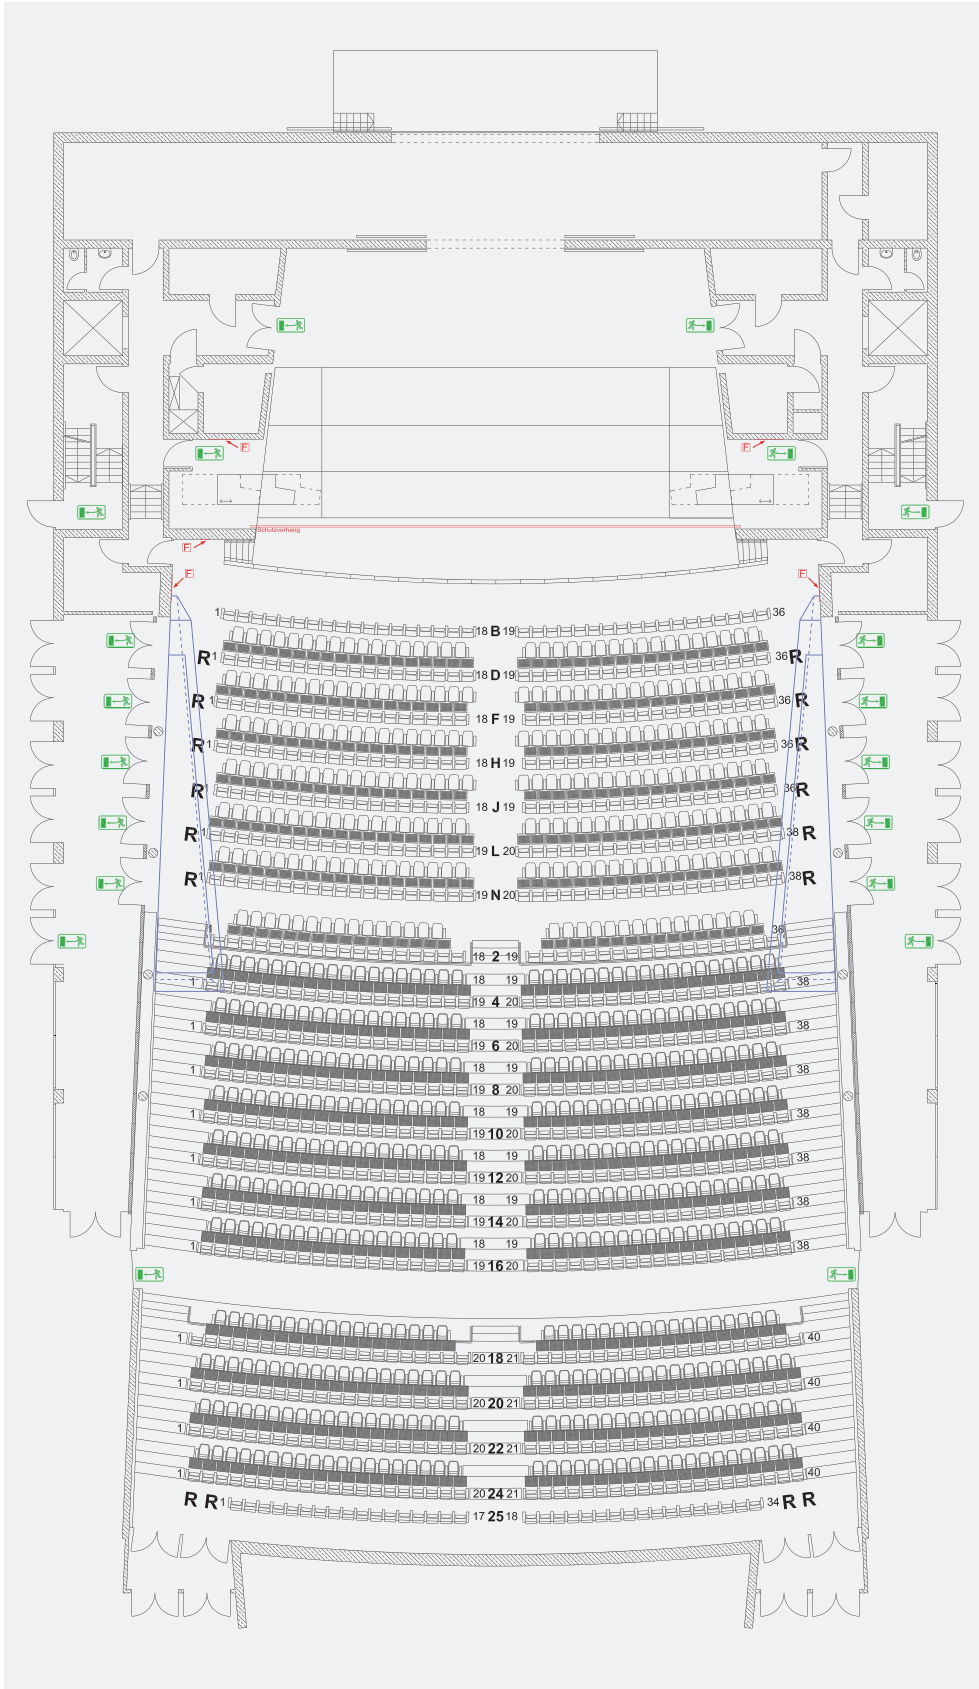 F F
Schutzvorhang
F
F F
1 18 B 19 36
R 1 18 D 19 36 R
R 1 18 F 19 36 R
R 1 18 H 19 36 R
R 18 J 19 36 R
R 1 19 L 20 38 R
R 1 19 N 20 38 R
1 18 2 19 36
18 19
1 19 4 20 38
18 19
1 19 6 20 38
18 19
1 19 8 20 38
18 19
1 19 10 20 38
18 19
1 19 12 20 38
18 19
1 19 14 20 38
18 19
1 19 16 20 38
1 20 18 21 40
1 20 20 21 40
1 20 22 21 40
1 20 24 21 40
R R 1 17 25 18 34 R R